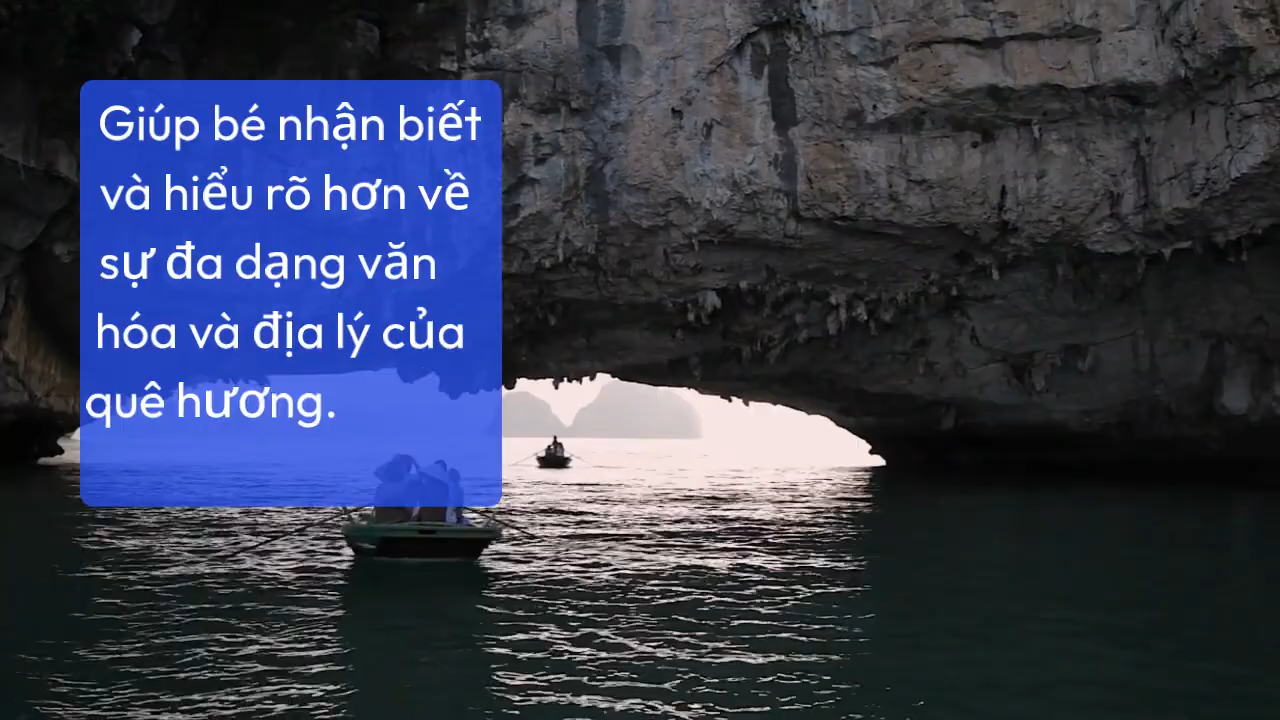 Giúp bé nhận biết
và hiểu rõ hơn về
sự đa dạng văn
hóa và địa lý của
quê hương.